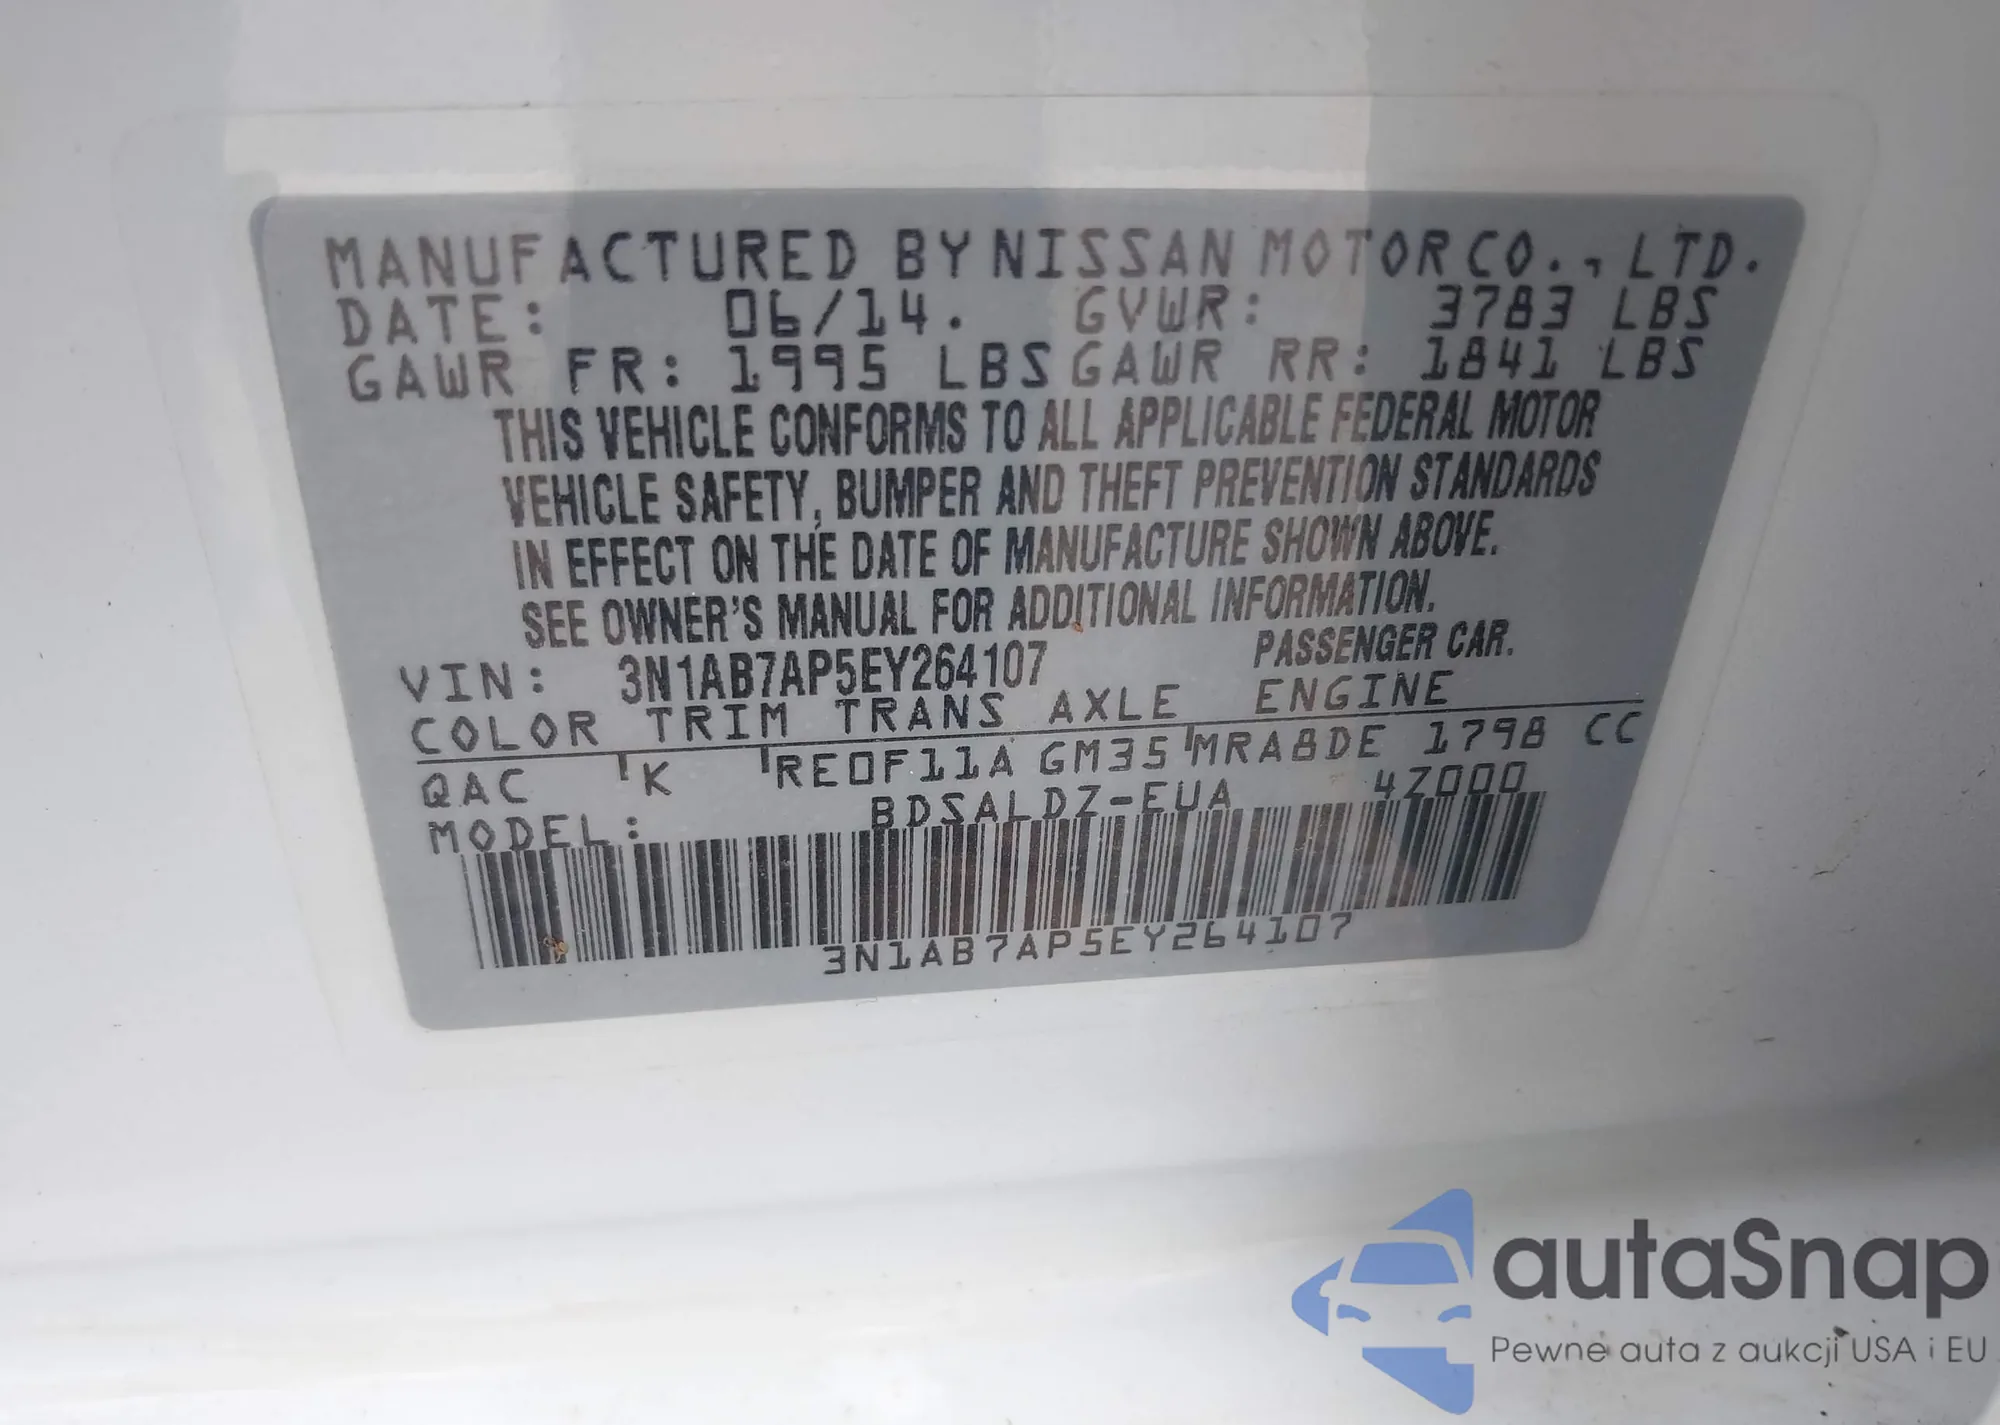 MANUFACTURED BY NISSAN MOTOR CO., LTD.
DATE: 06/14. GVWR: 3783 LBS
GAWR FR: 1995 LBS GAWR RR: 1841 LBS
THIS VEHICLE CONFORMS TO ALL APPLICABLE FEDERAL MOTOR
VEHICLE SAFETY, BUMPER AND THEFT PREVENTION STANDARDS
IN EFFECT ON THE DATE OF MANUFACTURE SHOWN ABOVE.
SEE OWNER'S MANUAL FOR ADDITIONAL INFORMATION.
VIN: 3N1AB7AP5EY264107 PASSENGER CAR.
COLOR TRIM TRANS AXLE ENGINE
QAC K RE0F11A GM35 MRA8DE 1798 CC
MODEL: BDSALDZ-EUA 4Z000
3N1AB7AP5EY264107
autaSnap
Pewne auta z aukcji USA i EU